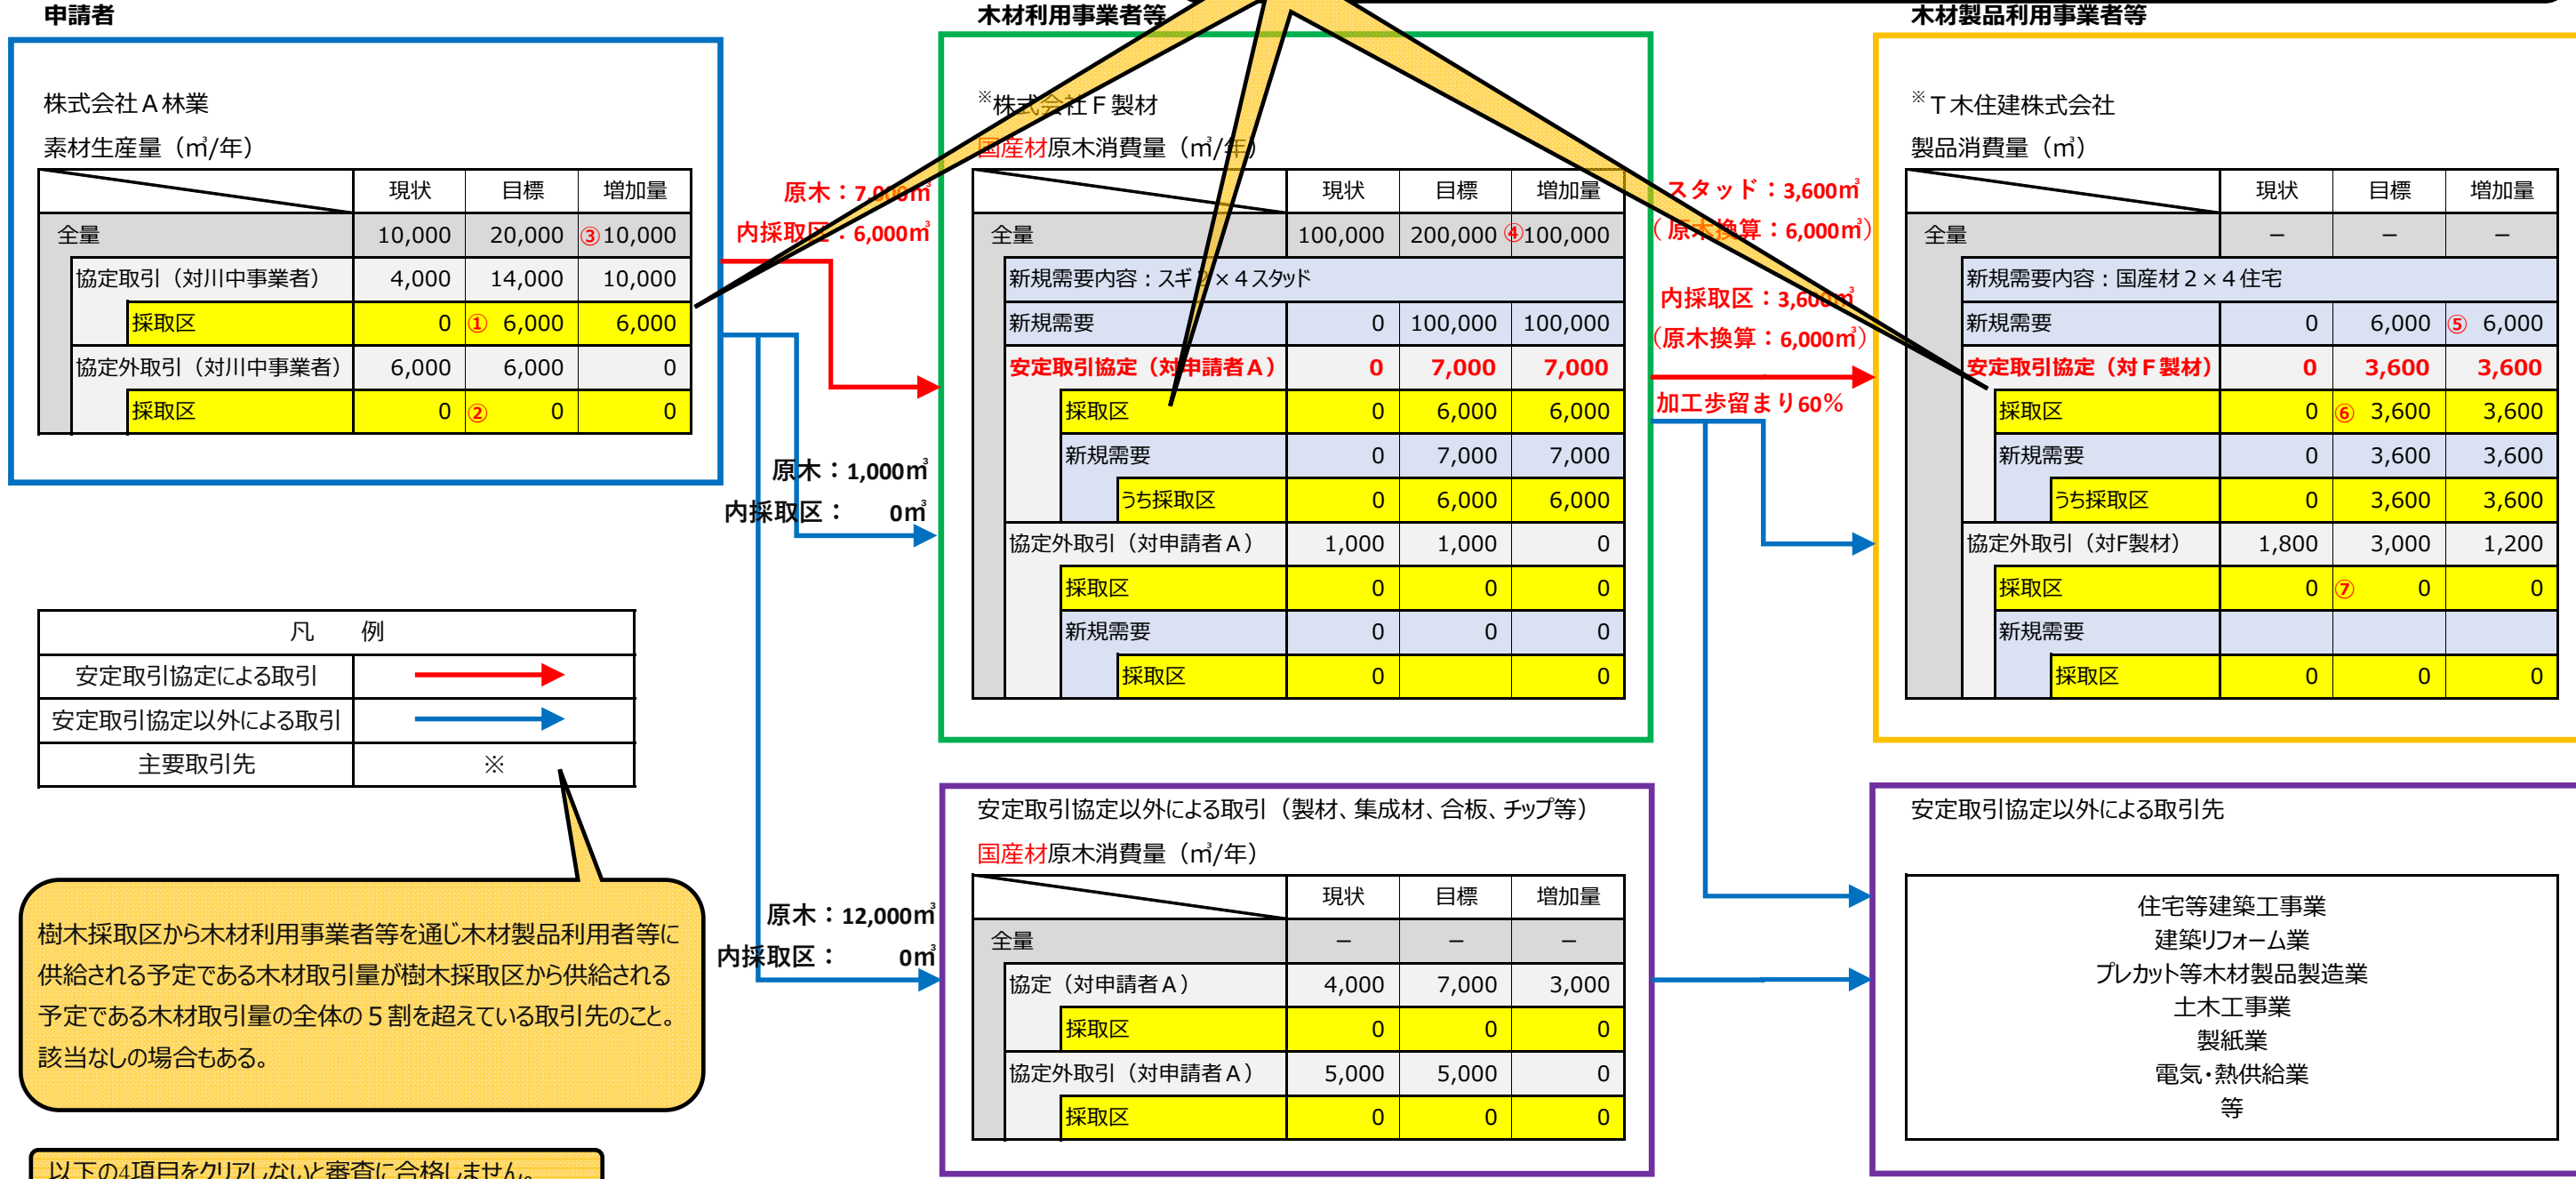 申請者
株式会社A林業
素材生産量（㎥/年）
現状 目標 増加量
全量 10,000 20,000 ③10,000
協定取引（対川中事業者） 4,000 14,000 10,000
採取区 0 ① 6,000 6,000
協定外取引（対川中事業者） 6,000 6,000 0
採取区 0 ② 0 0
原木：7,000㎥
内採取区：6,000㎥
原木：1,000㎥
内採取区： 0㎥
原木：12,000㎥
内採取区： 0㎥
木材利用事業者等
※株式会社F製材
国産材原木消費量（㎥/年）
現状 目標 増加量
全量 100,000 200,000 ④100,000
新規需要内容：スギ2×4スタッド
新規需要 0 100,000 100,000
安定取引協定（対申請者A） 0 7,000 7,000
採取区 0 6,000 6,000
新規需要 0 7,000 7,000
うち採取区 0 6,000 6,000
協定外取引（対申請者A） 1,000 1,000 0
採取区 0 0 0
新規需要 0 0 0
採取区 0 0
スタッド：3,600㎥
（原木換算：6,000㎥）
内採取区：3,600㎥
（原木換算：6,000㎥）
加工歩留まり60％
木材製品利用事業者等
※T木住建株式会社
製品消費量（㎥）
現状 目標 増加量
全量 － － －
新規需要内容：国産材2×4住宅
新規需要 0 6,000 ⑤ 6,000
安定取引協定（対F製材） 0 3,600 3,600
採取区 0 ⑥ 3,600 3,600
新規需要 0 3,600 3,600
うち採取区 0 3,600 3,600
協定外取引（対F製材） 1,800 3,000 1,200
採取区 0 ⑦ 0 0
新規需要
採取区 0 0 0
凡 例
安定取引協定による取引
安定取引協定以外による取引
主要取引先 ※
樹木採取区から木材利用事業者等を通じ木材製品利用者等に
供給される予定である木材取引量が樹木採取区から供給される
予定である木材取引量の全体の5割を超えている取引先のこと。
該当なしの場合もある。
以下の4項目をクリアしないと審査に合格しません。
安定取引協定以外による取引（製材、集成材、合板、チップ等）
国産材原木消費量（㎥/年）
現状 目標 増加量
全量 － － －
協定（対申請者A） 4,000 7,000 3,000
採取区 0 0 0
協定外取引（対申請者A） 5,000 5,000 0
採取区 0 0 0
安定取引協定以外による取引先
住宅等建築工事業
建築リフォーム業
プレカット等木材製品製造業
土木工事業
製紙業
電気・熱供給業
等